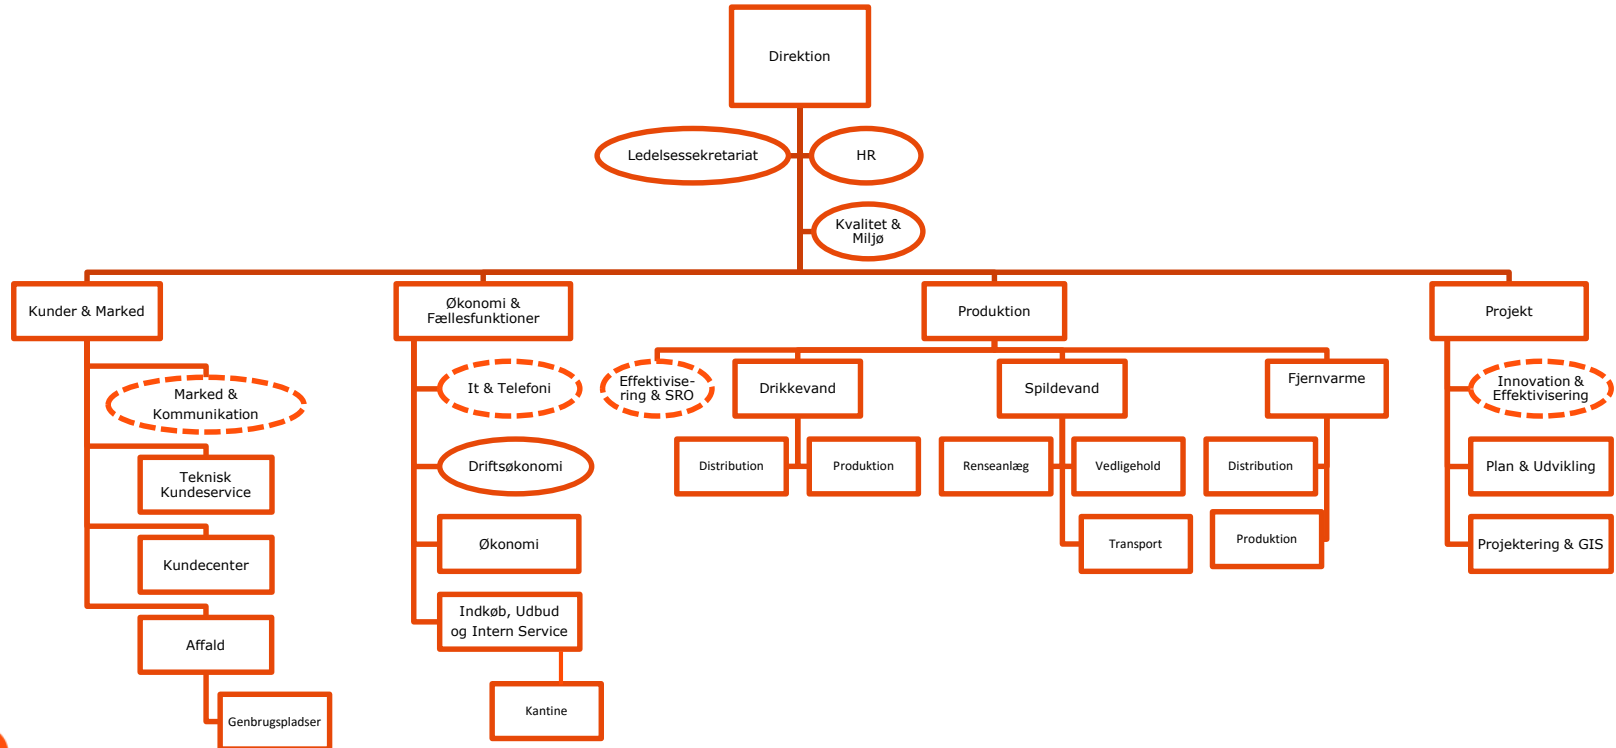 Direktion
Ledelsessekretariat
HR
Kvalitet &
Miljø
Kunder & Marked
Økonomi &
Fællesfunktioner
Produktion
Projekt
Marked &
Kommunikation
Teknisk
Kundeservice
Kundecenter
Affald
Genbrugspladser
It & Telefoni
Driftsøkonomi
Økonomi
Indkøb, Udbud
og Intern Service
Kantine
Effektivise-
ring & SRO
Drikkevand
Distribution
Produktion
Spildevand
Renseanlæg
Vedligehold
Transport
Fjernvarme
Distribution
Produktion
Innovation &
Effektivisering
Plan & Udvikling
Projektering & GIS